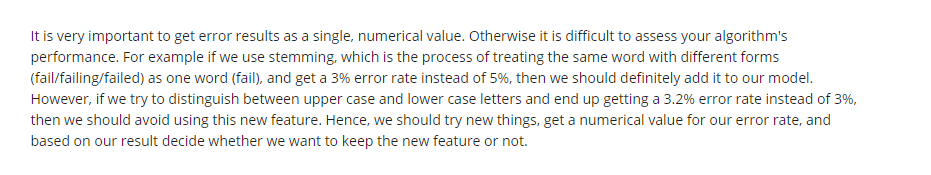 It is very important to get error results as a single, numerical value. Otherwise it is difficult to assess your algorithm's
performance. For example if we use stemming, which is the process of treating the same word with different forms
(fail/failing/failed) as one word (fail), and get a 3% error rate instead of 5%, then we should definitely add it to our model.
However, if we try to distinguish between upper case and lower case letters and end up getting a 3.2% error rate instead of 3%,
then we should avoid using this new feature. Hence, we should try new things, get a numerical value for our error rate, and
based on our result decide whether we want to keep the new feature or not.